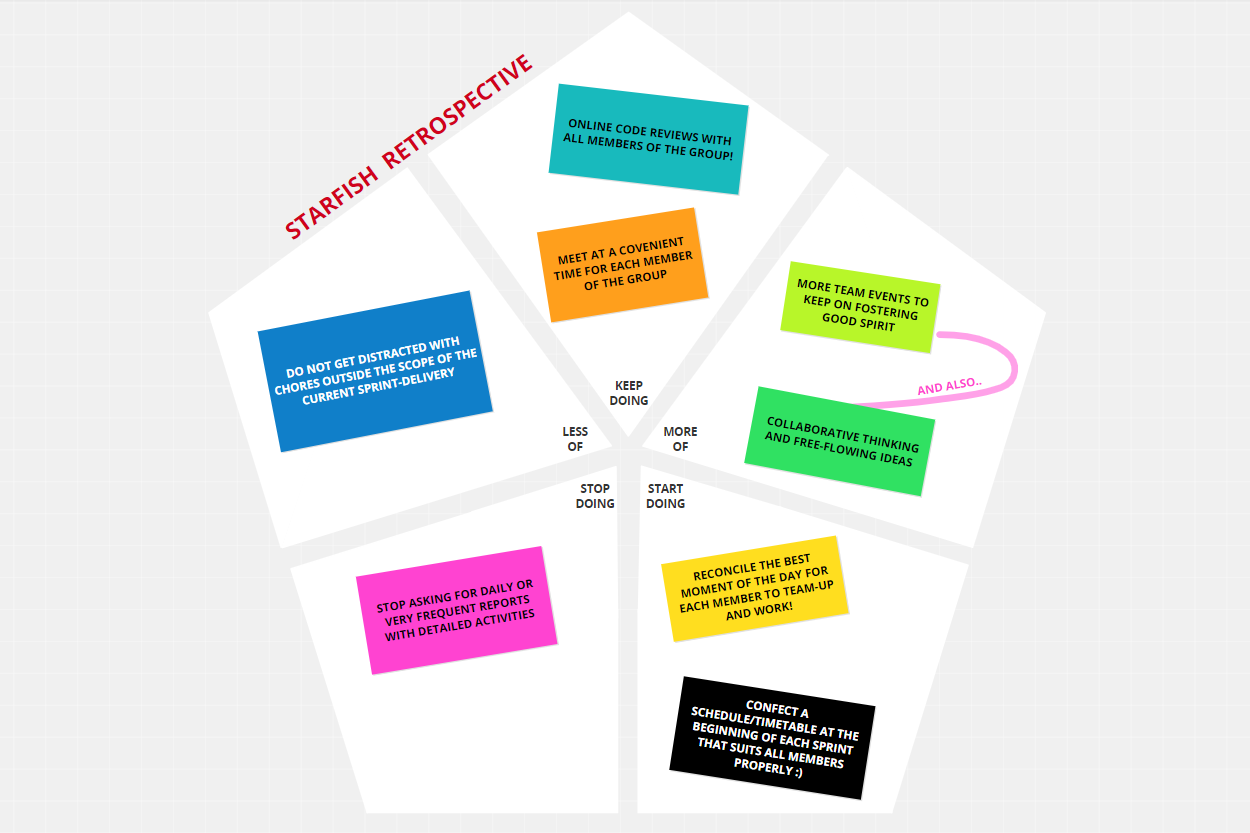 STARFISH RETROSPECTIVE
ONLINE CODE REVIEWS WITH
ALL MEMBERS OF THE GROUP!
MEET AT A COVENIENT
TIME FOR EACH MEMBER
OF THE GROUP
KEEP
DOING
DO NOT GET DISTRACTED WITH
CHORES OUTSIDE THE SCOPE OF THE
CURRENT SPRINT-DELIVERY
LESS
OF
MORE TEAM EVENTS TO
KEEP ON FOSTERING
GOOD SPIRIT
AND ALSO..
COLLABORATIVE THINKING
AND FREE-FLOWING IDEAS
MORE
OF
STOP
DOING
STOP ASKING FOR DAILY OR
VERY FREQUENT REPORTS
WITH DETAILED ACTIVITIES
START
DOING
RECONCILE THE BEST
MOMENT OF THE DAY FOR
EACH MEMBER TO TEAM-UP
AND WORK!
CONFECT A
SCHEDULE/TIMETABLE AT THE
BEGINNING OF EACH SPRINT
THAT SUITS ALL MEMBERS
PROPERLY :)